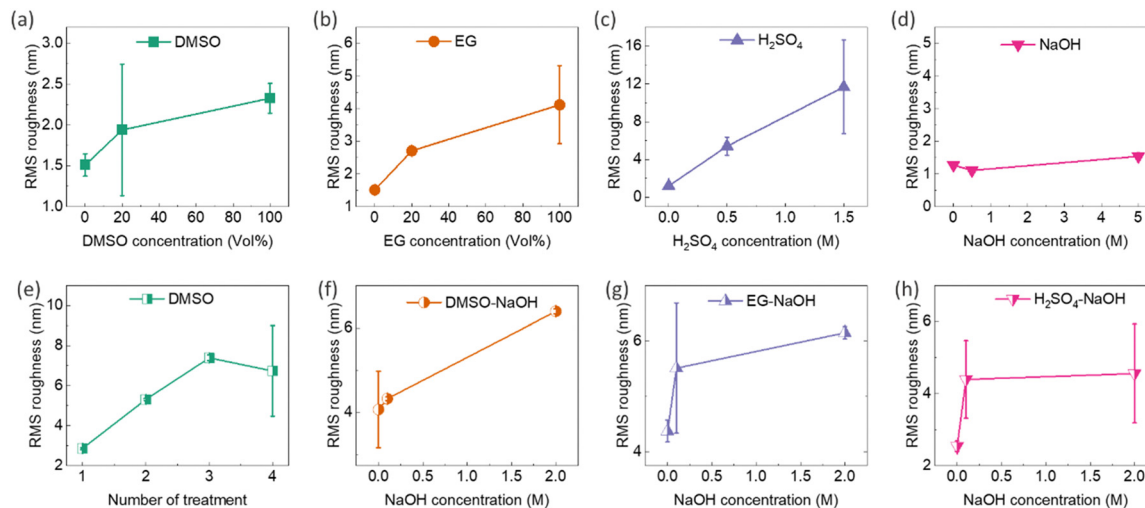 (a)
DMSO
RMS roughness (nm)
3.0
2.5
2.0
1.5
1.0
0 20 40 60 80 100
DMSO concentration (Vol%)
(b)
EG
RMS roughness (nm)
6
5
4
3
2
1
0 20 40 60 80 100
EG concentration (Vol%)
(c)
H₂SO₄
RMS roughness (nm)
16
12
8
4
0
0.0 0.5 1.0 1.5
H₂SO₄ concentration (M)
(d)
NaOH
RMS roughness (nm)
5
4
3
2
1
0
0 1 2 3 4 5
NaOH concentration (M)
(e)
DMSO
RMS roughness (nm)
10
8
6
4
2
1 2 3 4
Number of treatment
(f)
DMSO-NaOH
RMS roughness (nm)
6
4
0.0 0.5 1.0 1.5 2.0
NaOH concentration (M)
(g)
EG-NaOH
RMS roughness (nm)
6
4
0.0 0.5 1.0 1.5 2.0
NaOH concentration (M)
(h)
H₂SO₄-NaOH
RMS roughness (nm)
6
4
2
0.0 0.5 1.0 1.5 2.0
NaOH concentration (M)